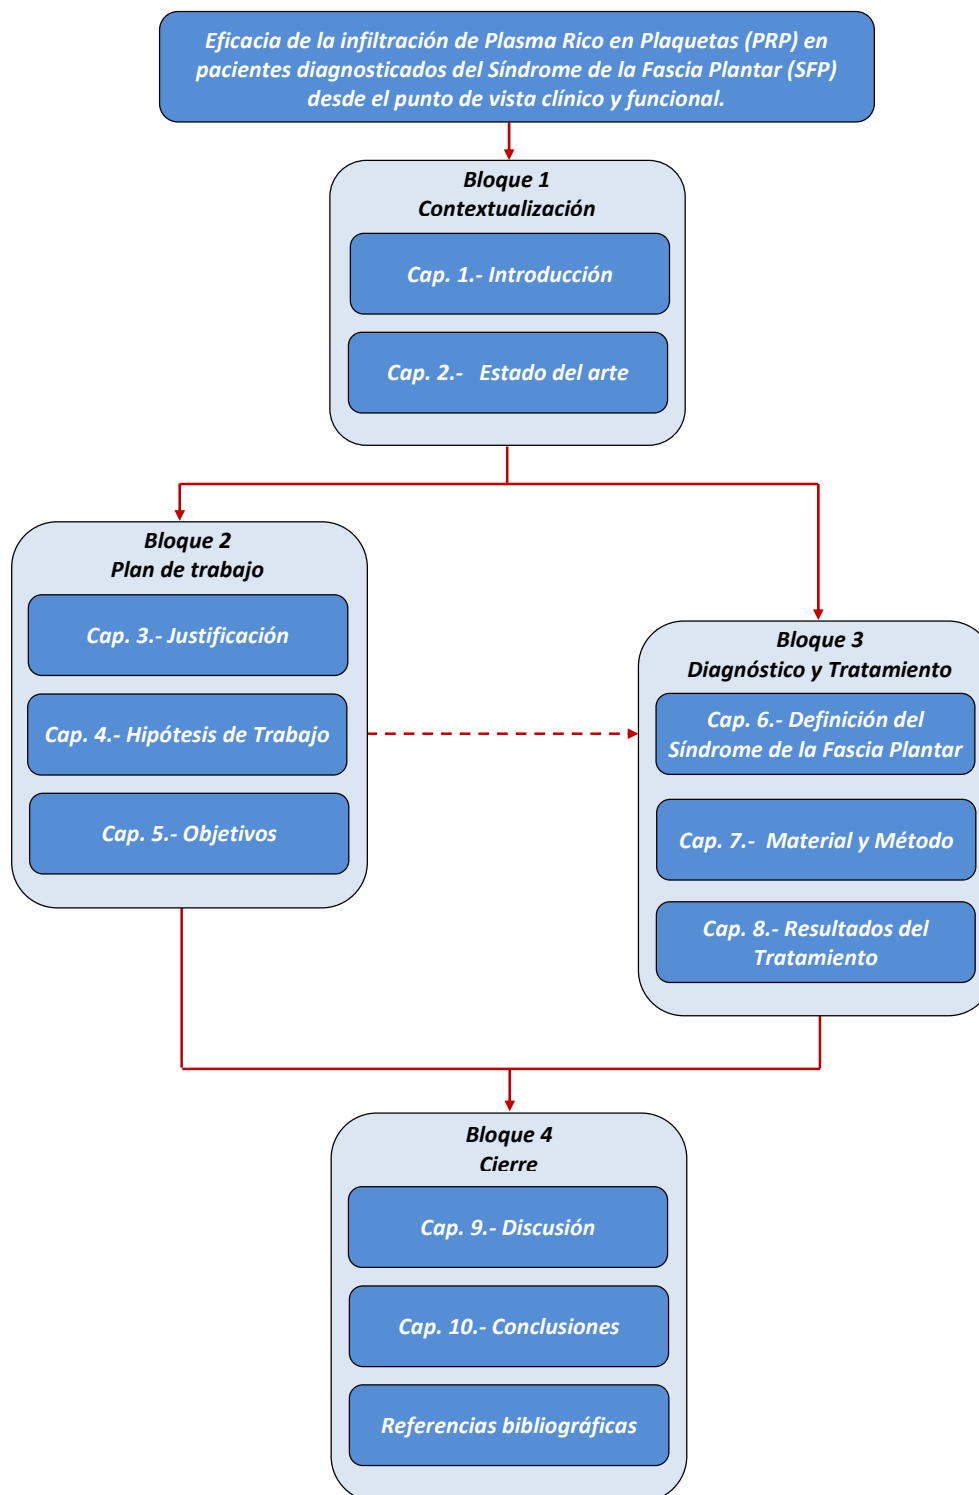 Eficacia de la infiltración de Plasma Rico en Plaquetas (PRP) en
pacientes diagnosticados del Síndrome de la Fascia Plantar (SFP)
desde el punto de vista clínico y funcional.
Bloque 1
Contextualización
Cap. 1.- Introducción
Cap. 2.- Estado del arte
Bloque 2
Plan de trabajo
Cap. 3.- Justificación
Cap. 4.- Hipótesis de Trabajo
Cap. 5.- Objetivos
Bloque 3
Diagnóstico y Tratamiento
Cap. 6.- Definición del
Síndrome de la Fascia Plantar
Cap. 7.- Material y Método
Cap. 8.- Resultados del
Tratamiento
Bloque 4
Cierre
Cap. 9.- Discusión
Cap. 10.- Conclusiones
Referencias bibliográficas